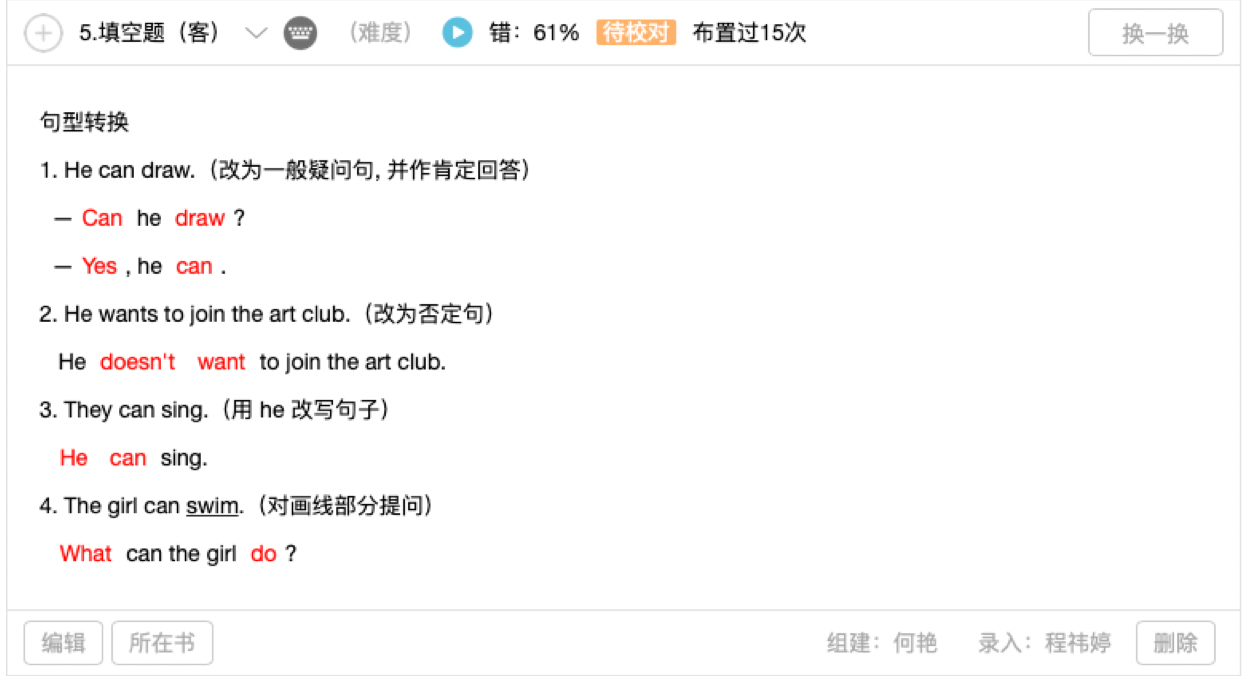 5.填空题（客） （难度） 错：61% 待校对 布置过15次 换一换
句型转换
1. He can draw.（改为一般疑问句, 并作肯定回答）
— Can he draw ?
— Yes , he can .
2. He wants to join the art club.（改为否定句）
He doesn't want to join the art club.
3. They can sing.（用 he 改写句子）
He can sing.
4. The girl can swim.（对画线部分提问）
What can the girl do ?
编辑 所在书 组建：何艳 录入：程祎婷 删除